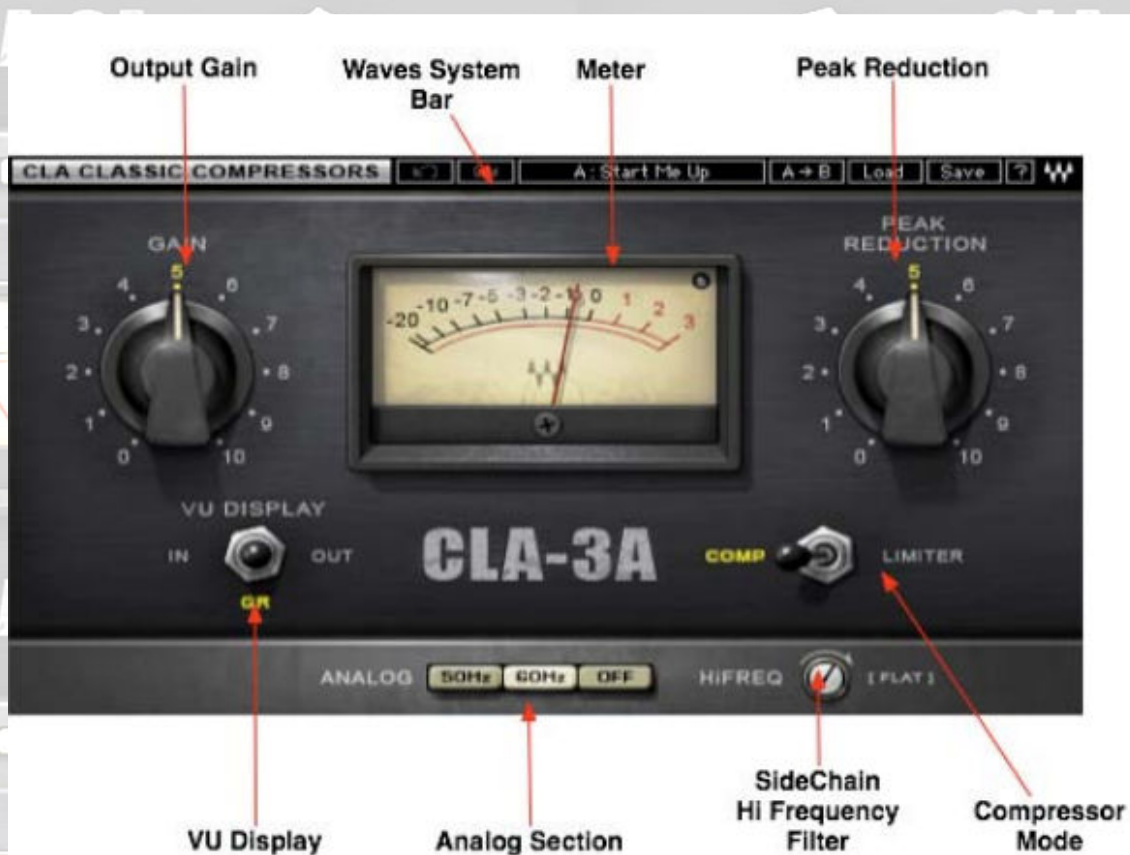 Output Gain
Waves System
Bar
Meter
Peak Reduction
CLA CLASSIC COMPRESSORS
A: Start Me Up
A→B
Load
Save
?
GAIN
0 1 2 3 4 5 6 7 8 9 10
-20 -10 -7 -5 -3 -2 -1 0 1 2 3
PEAK
REDUCTION
0 1 2 3 4 5 6 7 8 9 10
VU DISPLAY
IN
OUT
GR
CLA-3A
COMP
LIMITER
ANALOG
50Hz
60Hz
OFF
HiFREQ
[FLAT]
VU Display
Analog Section
SideChain
Hi Frequency
Filter
Compressor
Mode